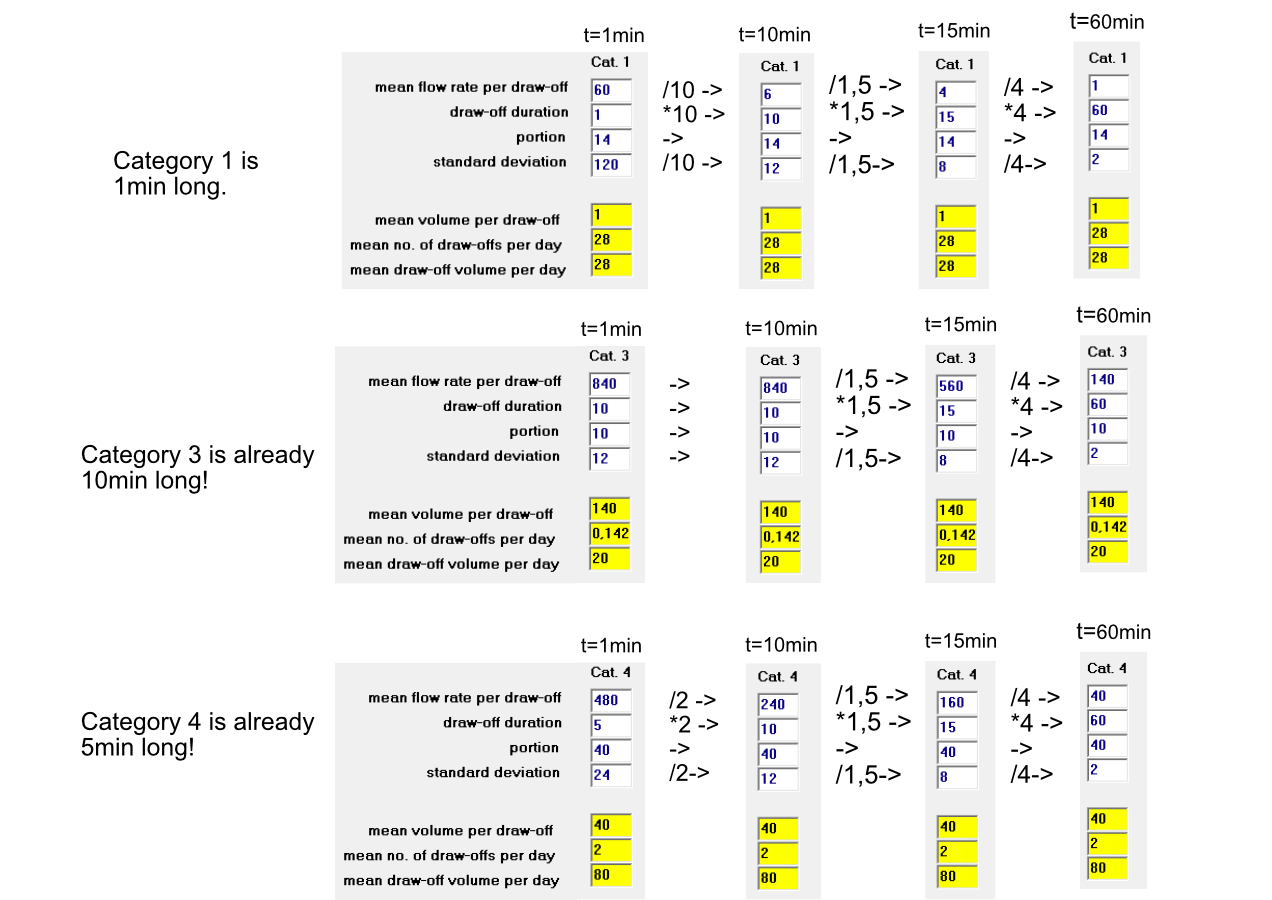 t=1min t=10min t=15min t=60min
Cat. 1 Cat. 1 Cat. 1 Cat. 1
mean flow rate per draw-off 60 /10 -> 6 /1,5 -> 4 /4 -> 1
draw-off duration 1 *10 -> 10 *1,5 -> 15 *4 -> 60
portion 14 -> 14 -> 14 -> 14
standard deviation 120 /10 -> 12 /1,5-> 8 /4-> 2
Category 1 is
1min long.
mean volume per draw-off 1 1 1 1
mean no. of draw-offs per day 28 28 28 28
mean draw-off volume per day 28 28 28 28
t=1min t=10min t=15min t=60min
Cat. 3 Cat. 3 Cat. 3 Cat. 3
mean flow rate per draw-off 840 -> 840 /1,5 -> 560 /4 -> 140
draw-off duration 10 -> 10 *1,5 -> 15 *4 -> 60
portion 10 -> 10 -> 10 -> 10
standard deviation 12 -> 12 /1,5-> 8 /4-> 2
Category 3 is already
10min long!
mean volume per draw-off 140 140 140 140
mean no. of draw-offs per day 0,142 0,142 0,142 0,142
mean draw-off volume per day 20 20 20 20
t=1min t=10min t=15min t=60min
Cat. 4 Cat. 4 Cat. 4 Cat. 4
mean flow rate per draw-off 480 /2 -> 240 /1,5 -> 160 /4 -> 40
draw-off duration 5 *2 -> 10 *1,5 -> 15 *4 -> 60
portion 40 -> 40 -> 40 -> 40
standard deviation 24 /2-> 12 /1,5-> 8 /4-> 2
Category 4 is already
5min long!
mean volume per draw-off 40 40 40 40
mean no. of draw-offs per day 2 2 2 2
mean draw-off volume per day 80 80 80 80